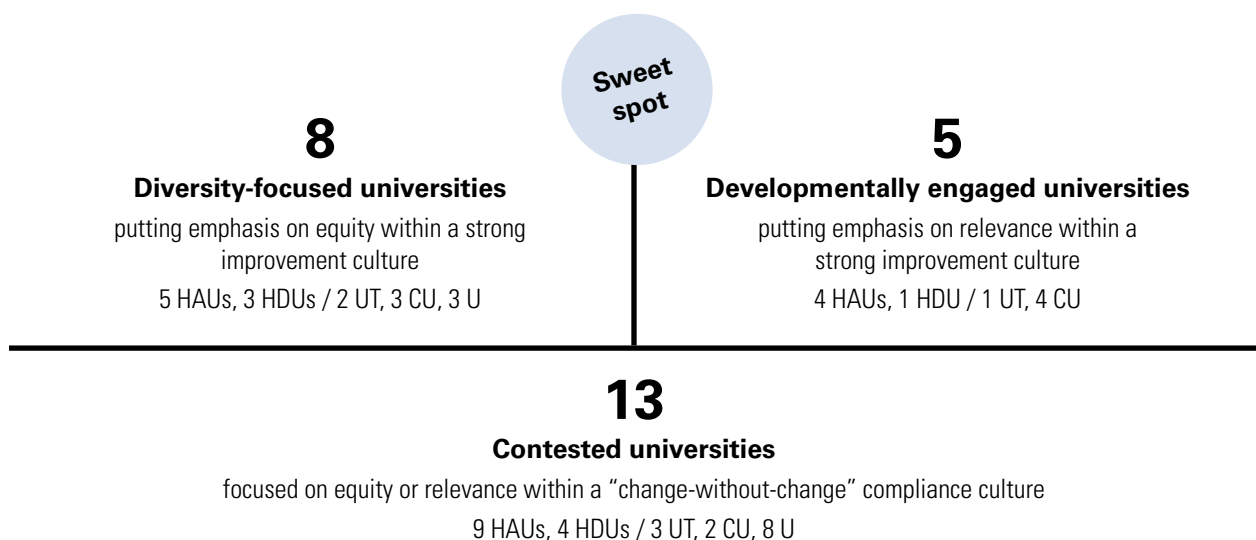 Sweet
spot
8
Diversity-focused universities
putting emphasis on equity within a strong
improvement culture
5 HAUs, 3 HDUs / 2 UT, 3 CU, 3 U
5
Developmentally engaged universities
putting emphasis on relevance within a
strong improvement culture
4 HAUs, 1 HDU / 1 UT, 4 CU
13
Contested universities
focused on equity or relevance within a “change-without-change” compliance culture
9 HAUs, 4 HDUs / 3 UT, 2 CU, 8 U